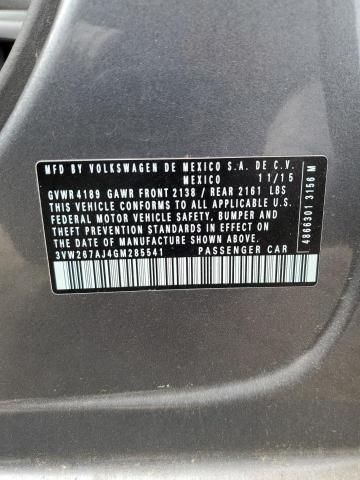 MFD BY VOLKSWAGEN DE MEXICO S.A. DE C.V.
MEXICO 11/15
GVWR 4189 GAWR FRONT 2138 / REAR 2161 LBS
THIS VEHICLE CONFORMS TO ALL APPLICABLE U.S.
FEDERAL MOTOR VEHICLE SAFETY, BUMPER AND
THEFT PREVENTION STANDARDS IN EFFECT ON
THE DATE OF MANUFACTURE SHOWN ABOVE.
3VW267AJ4GM285541 PASSENGER CAR
4866301 3156 M